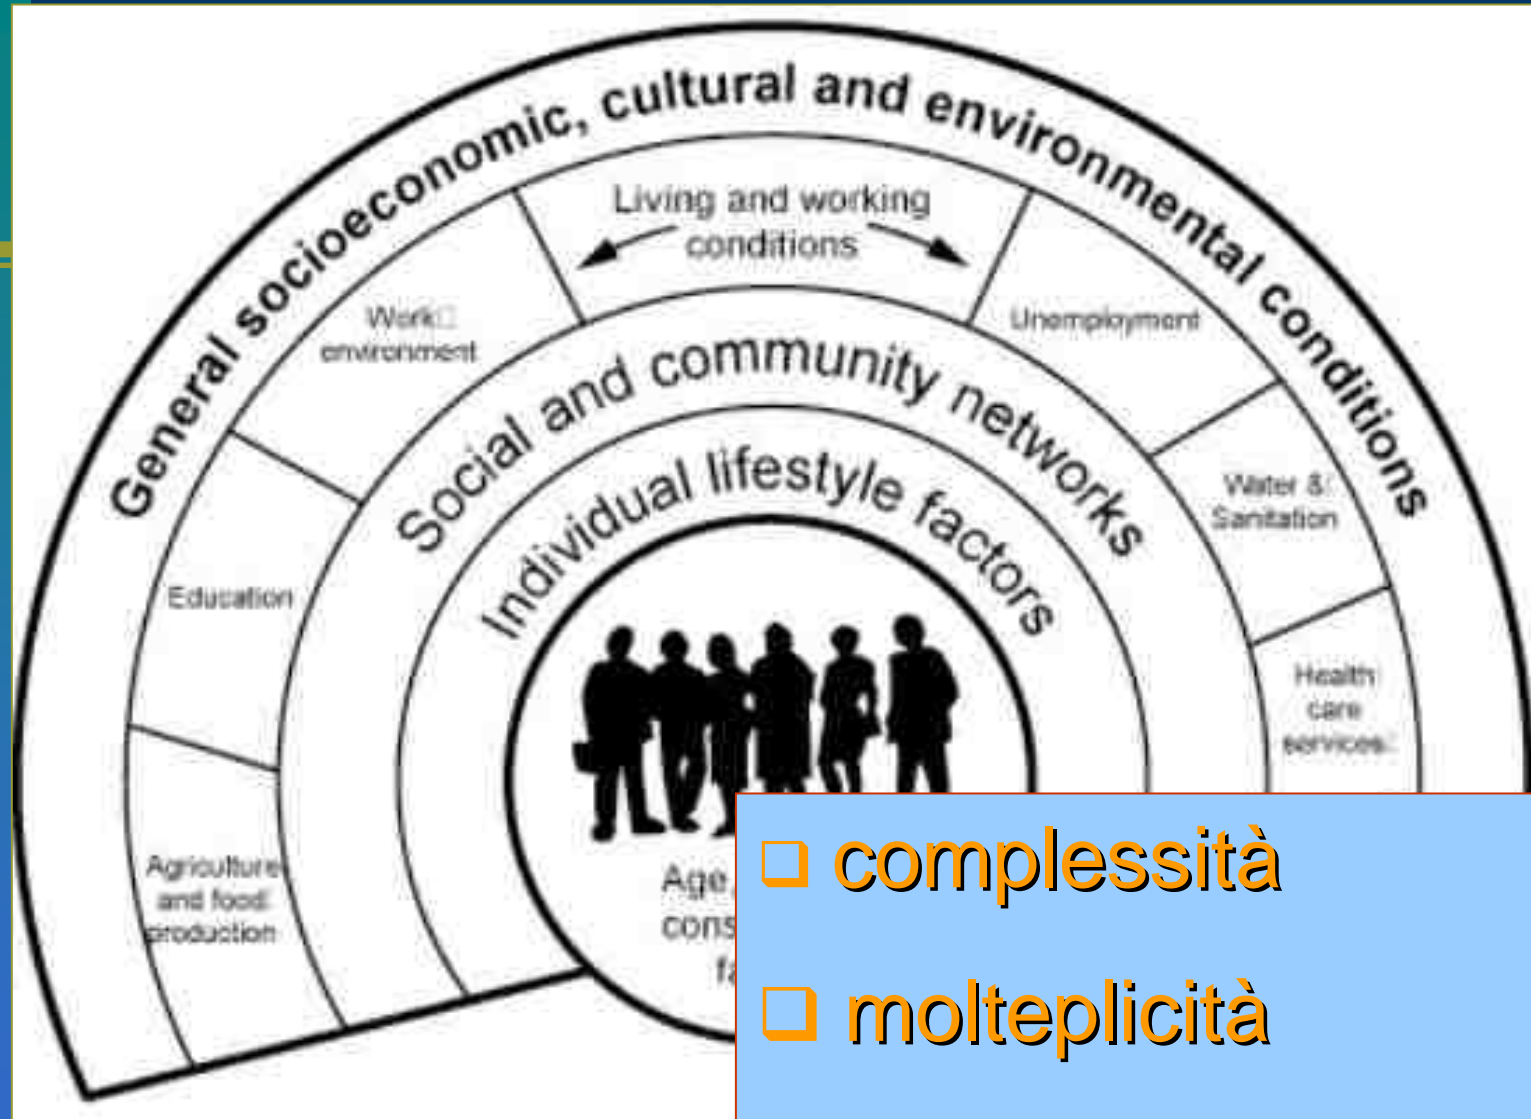 General socioeconomic, cultural and environmental conditions
Living and working
conditions
Work
environment
Unemployment
Social and community networks
Individual lifestyle factors
Water &
Sanitation
Education
Health
care
services
Agriculture
and food
production
Age,
complessità
molteplicità